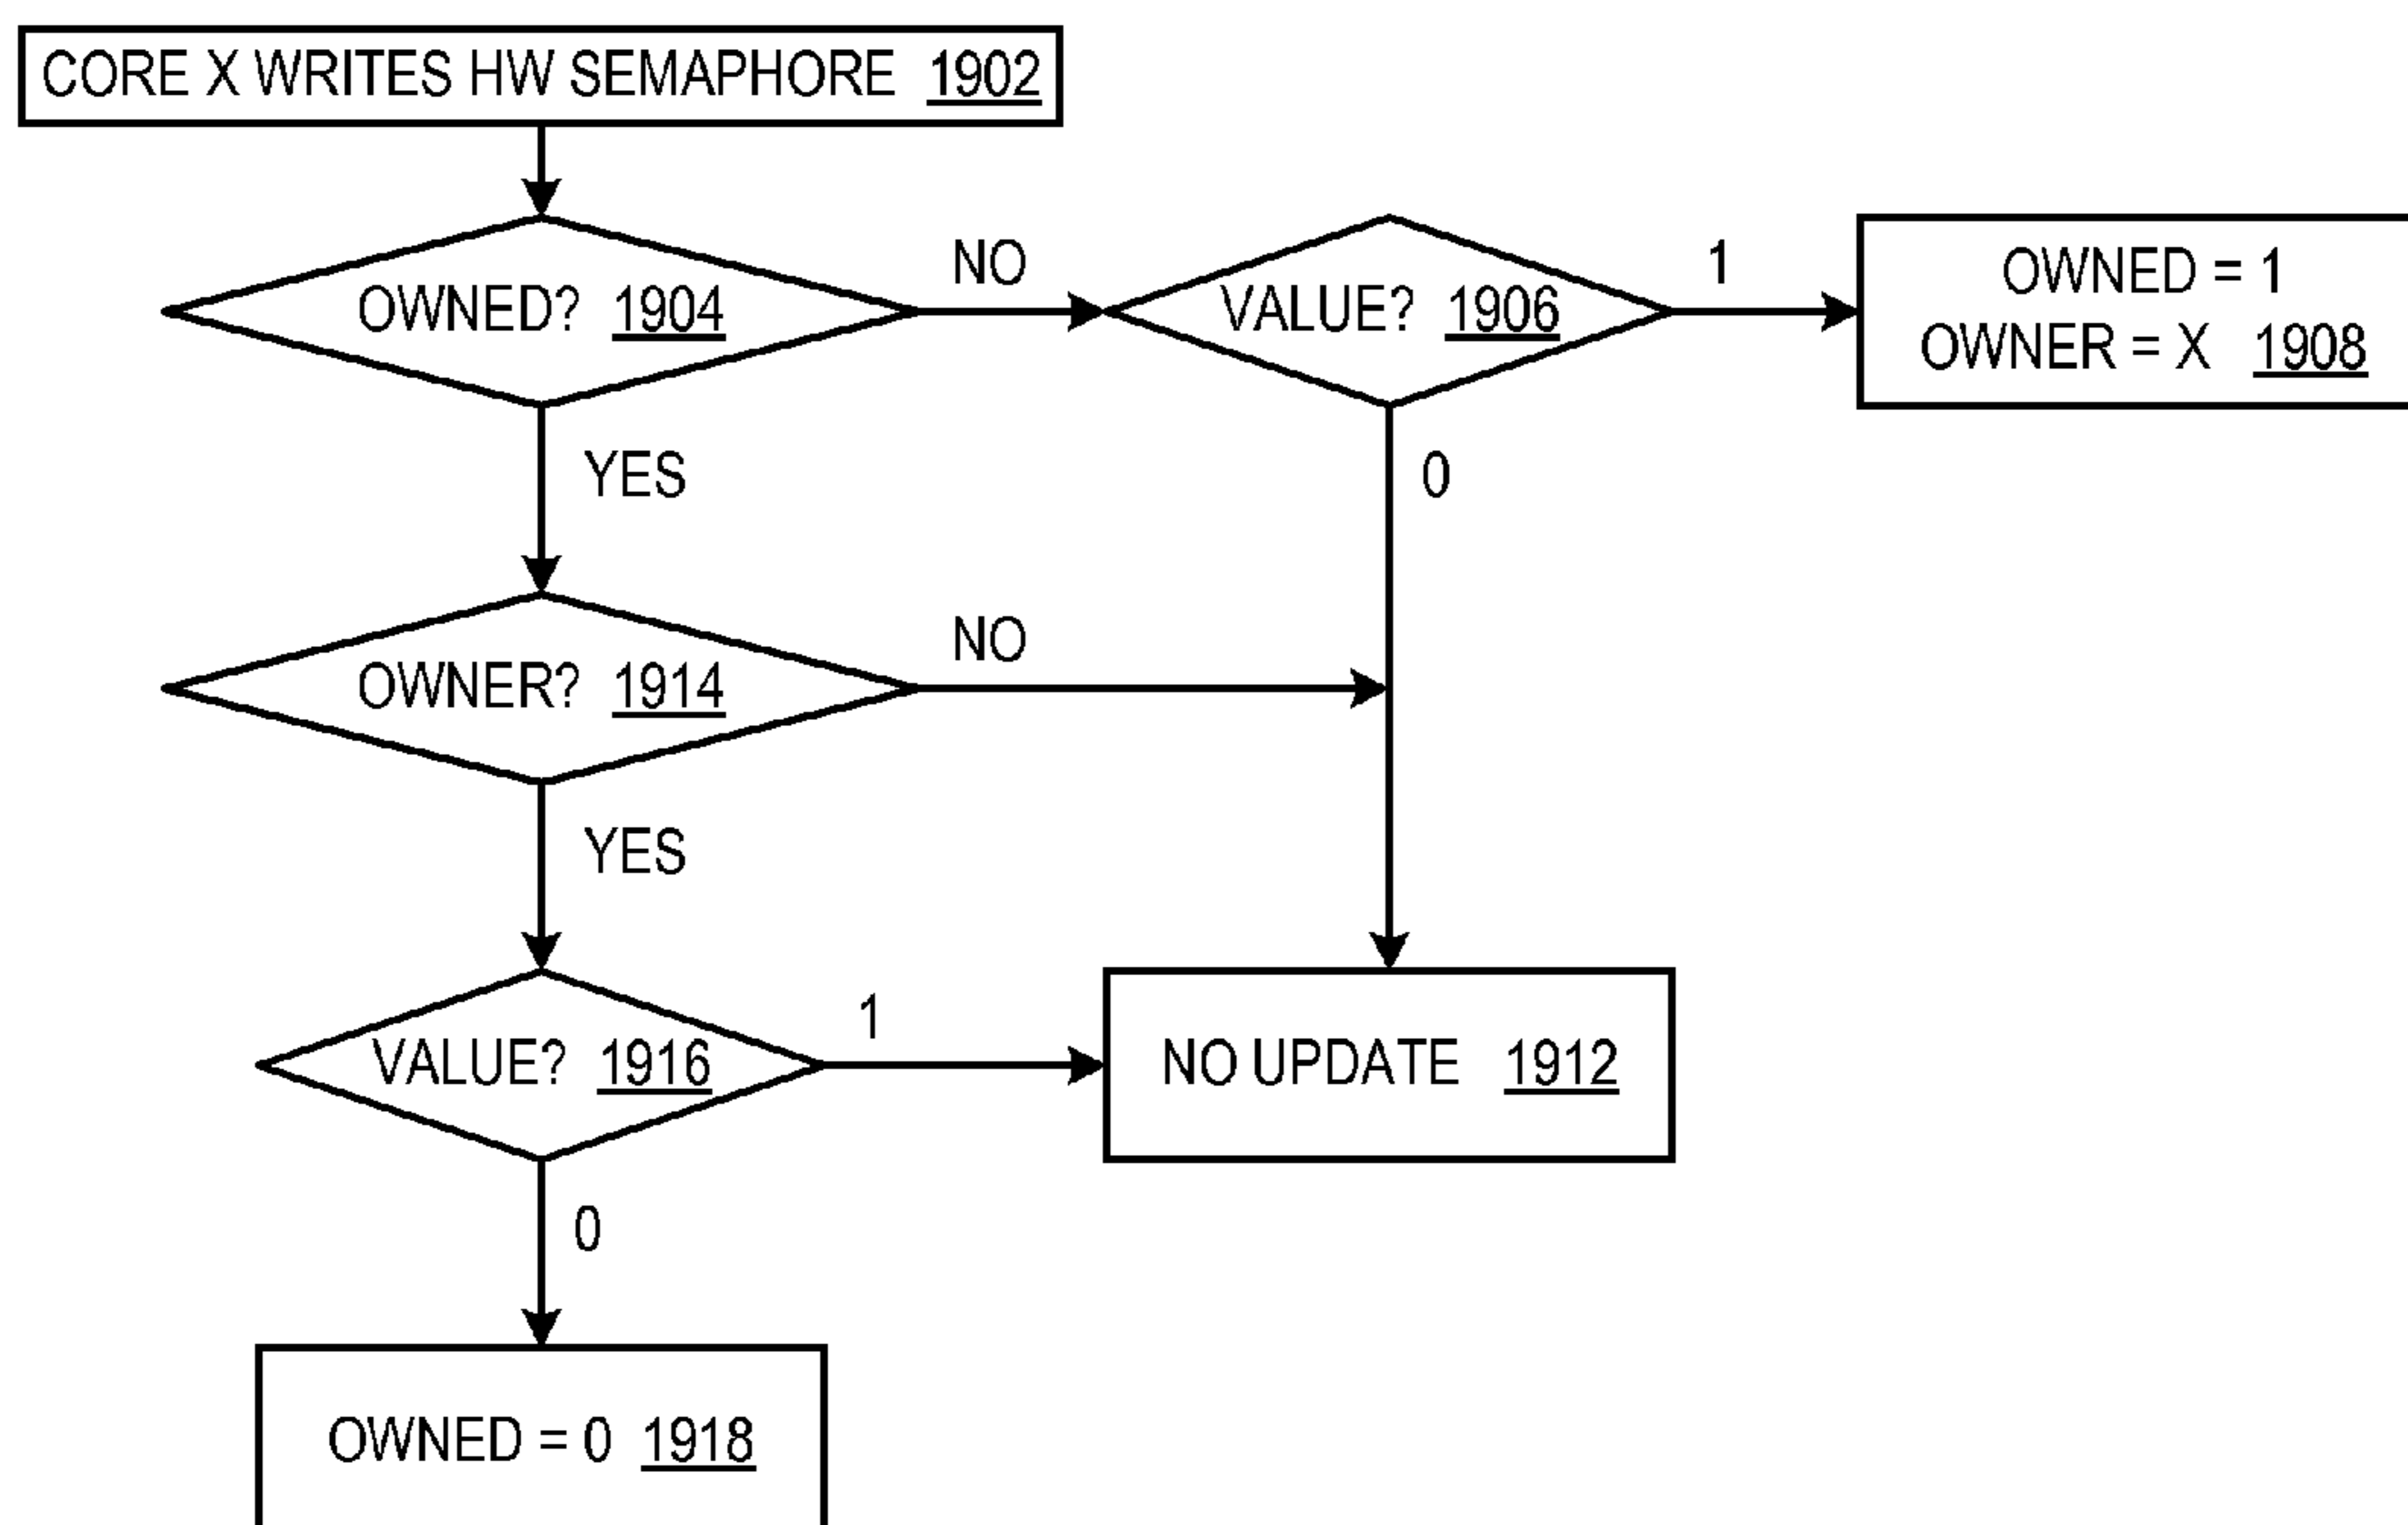 CORE X WRITES HW SEMAPHORE 1902
OWNED? 1904
NO
VALUE? 1906
1
OWNED = 1
OWNER = X 1908
YES
0
OWNER? 1914
NO
YES
VALUE? 1916
1
NO UPDATE 1912
0
OWNED = 0 1918